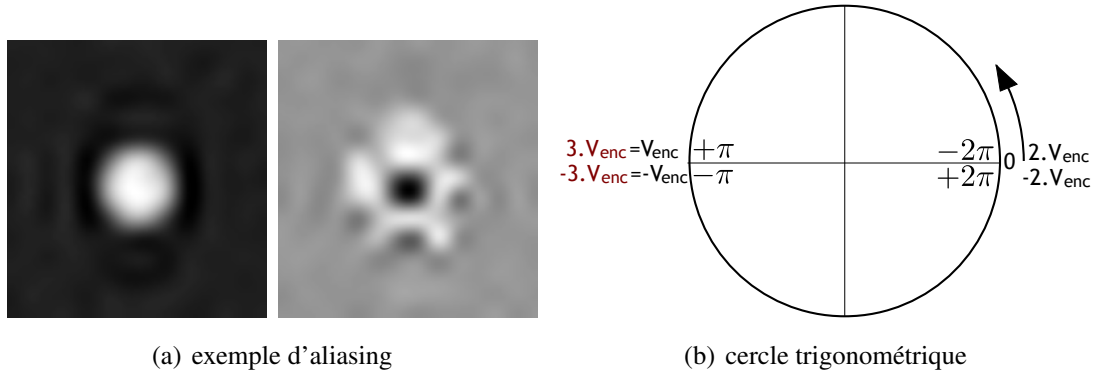 3.Venc=Venc +π −2π 0 2.Venc
-3.Venc=-Venc −π +2π -2.Venc
(a) exemple d'aliasing
(b) cercle trigonométrique